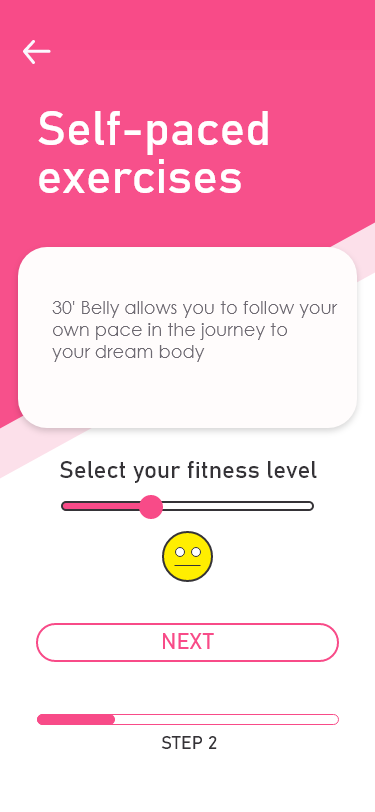 Self-paced
exercises
30' Belly allows you to follow your
own pace in the journey to
your dream body
Select your fitness level
NEXT
STEP 2